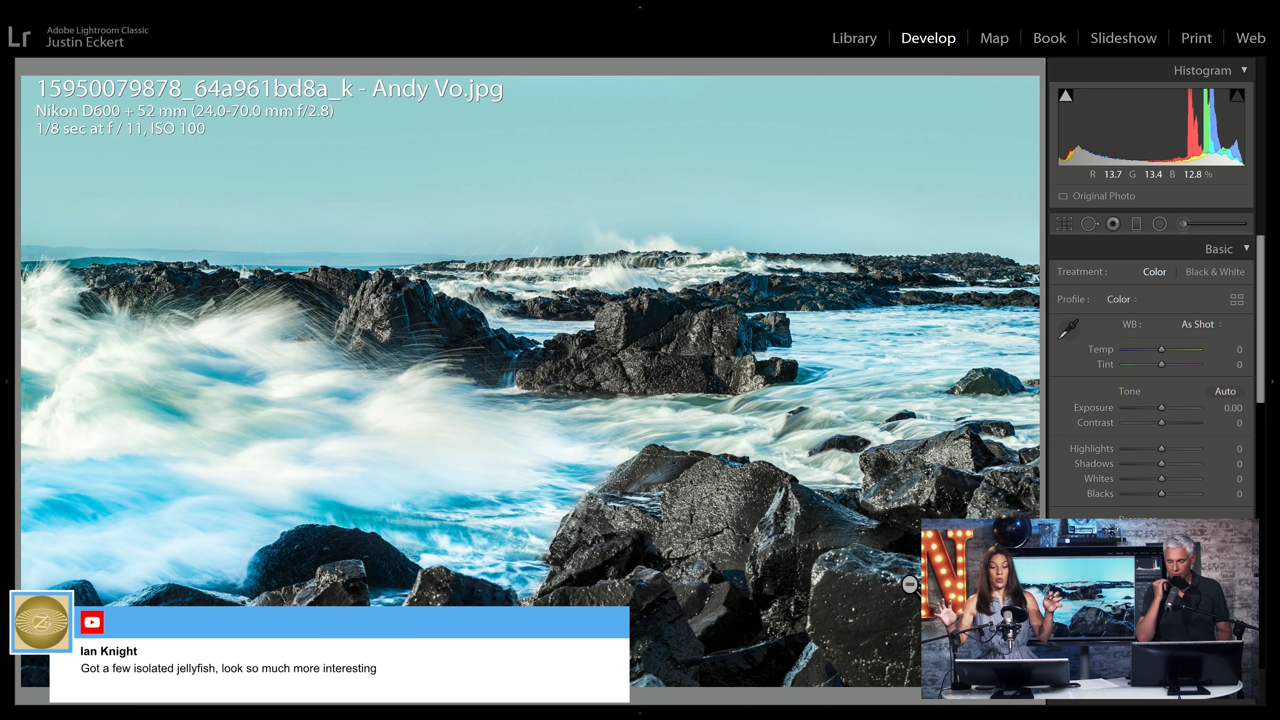 Lr
Adobe Lightroom Classic
Justin Eckert
Library | Develop | Map | Book | Slideshow | Print | Web
15950079878_64a961bd8a_k - Andy Vo.jpg
Nikon D600 + 52 mm (24.0-70.0 mm f/2.8)
1/8 sec at f / 11, ISO 100
Histogram
R 13.7 G 13.4 B 12.8 %
Original Photo
Basic
Treatment : Color | Black & White
Profile : Color
WB : As Shot
Temp 0
Tint 0
Tone Auto
Exposure 0.00
Contrast 0
Highlights 0
Shadows 0
Whites 0
Blacks 0
N
Z
Ian Knight
Got a few isolated jellyfish, look so much more interesting